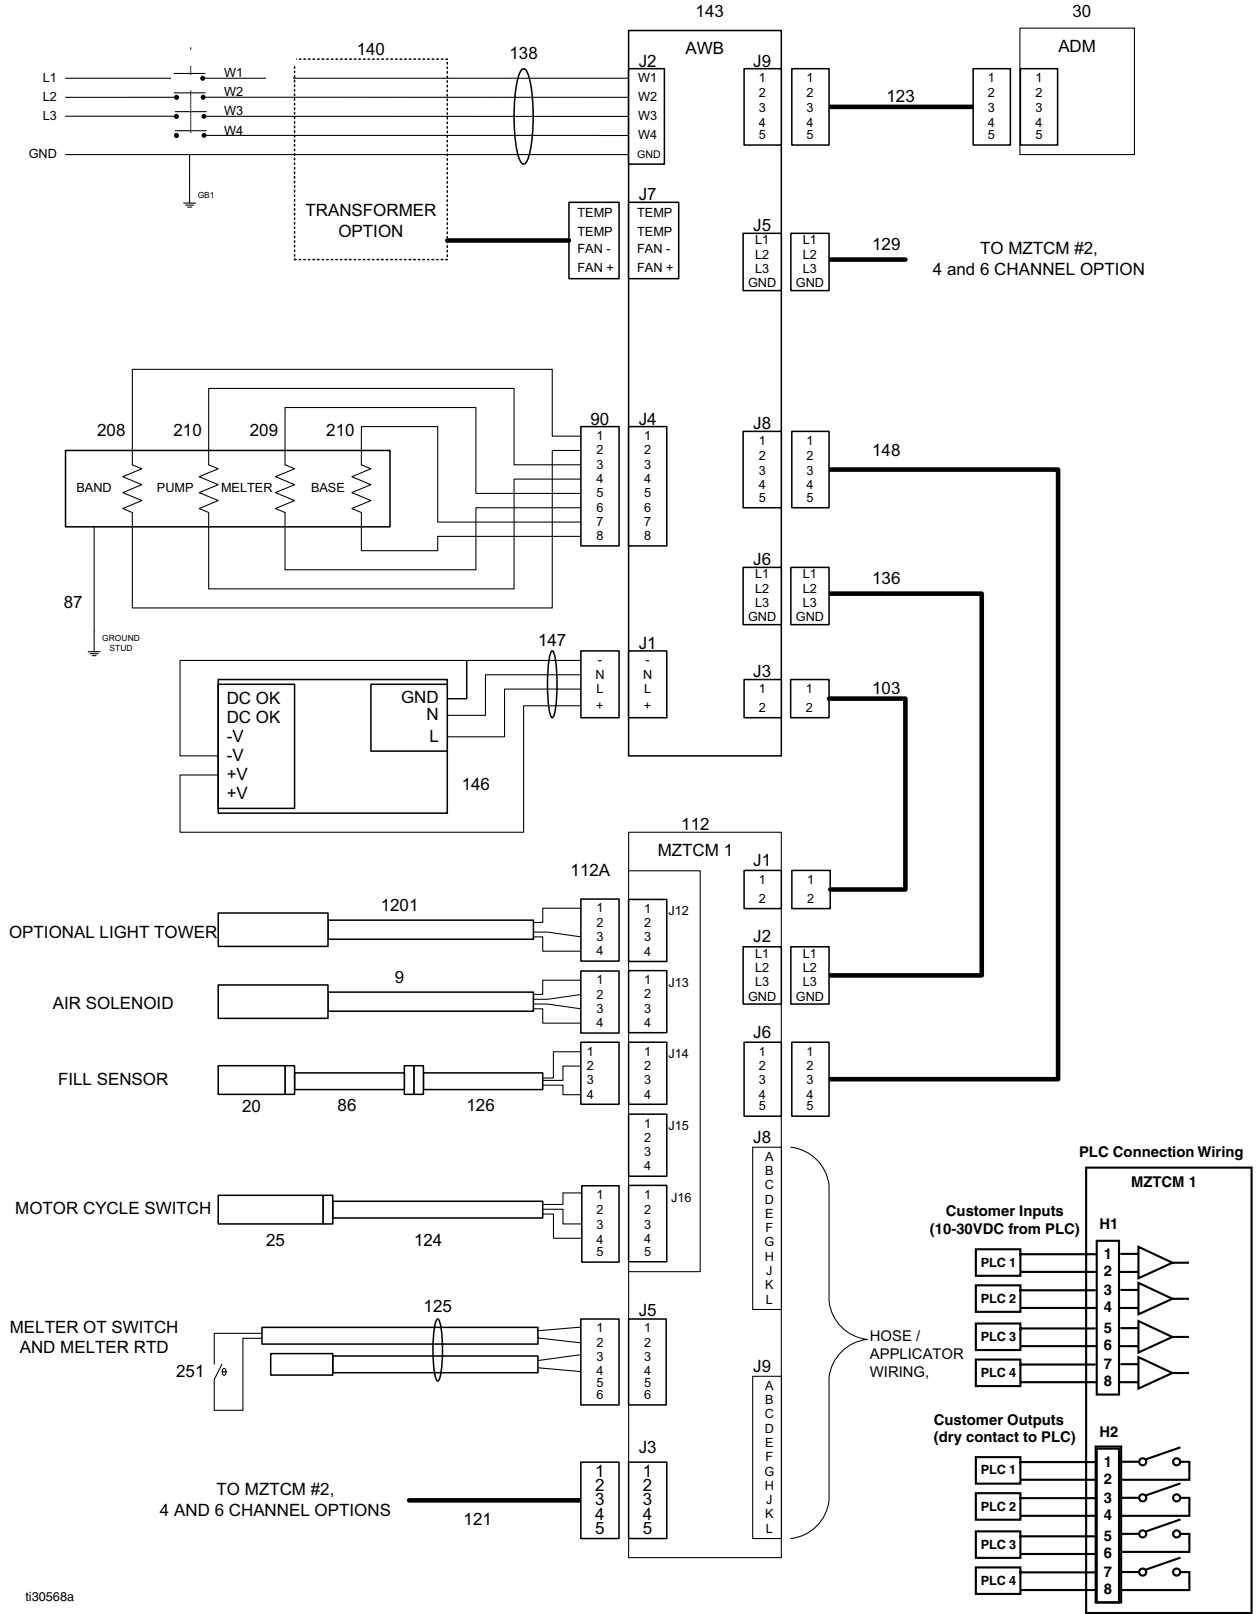 143
30
AWB
ADM
140
138
J2
J9
L1
W1
W1
1
1
1
1
L2
W2
W2
2
2
2
2
L3
W3
W3
3
3
123
3
3
W4
W4
4
4
4
4
GND
GND
5
5
5
5
GB1
TRANSFORMER
OPTION
TEMP
TEMP
FAN -
FAN +
J7
TEMP
TEMP
FAN -
FAN +
J5
L1
L2
L3
GND
L1
L2
L3
GND
129
TO MZTCM #2,
4 and 6 CHANNEL OPTION
208
210
209
210
BAND
PUMP
MELTER
BASE
87
GROUND
STUD
90
1
2
3
4
5
6
7
8
J4
1
2
3
4
5
6
7
8
J8
1
2
3
4
5
1
2
3
4
5
148
J6
L1
L2
L3
GND
L1
L2
L3
GND
136
147
-
N
L
+
J1
-
N
L
+
J3
1
2
1
2
103
DC OK
DC OK
-V
-V
+V
+V
GND
N
L
146
112
MZTCM 1
112A
J1
1
2
1
2
OPTIONAL LIGHT TOWER
1201
1
2
3
4
1
2
3
4
J12
J2
L1
L2
L3
GND
L1
L2
L3
GND
AIR SOLENOID
9
1
2
3
4
1
2
3
4
J13
FILL SENSOR
20
86
126
1
2
3
4
1
2
3
4
J14
J6
1
2
3
4
5
1
2
3
4
5
1
2
3
4
J15
MOTOR CYCLE SWITCH
25
124
1
2
3
4
5
1
2
3
4
5
J16
J8
A
B
C
D
E
F
G
H
J
K
L
MELTER OT SWITCH
AND MELTER RTD
251
θ
125
1
2
3
4
5
6
J5
1
2
3
4
5
6
HOSE /
APPLICATOR
WIRING,
J9
A
B
C
D
E
F
G
H
J
K
L
TO MZTCM #2,
4 AND 6 CHANNEL OPTIONS
121
1
2
3
4
5
J3
1
2
3
4
5
PLC Connection Wiring
MZTCM 1
Customer Inputs
(10-30VDC from PLC)
H1
PLC 1
1
2
PLC 2
3
4
PLC 3
5
6
PLC 4
7
8
Customer Outputs
(dry contact to PLC)
H2
PLC 1
1
2
PLC 2
3
4
PLC 3
5
6
PLC 4
7
8
ti30568a